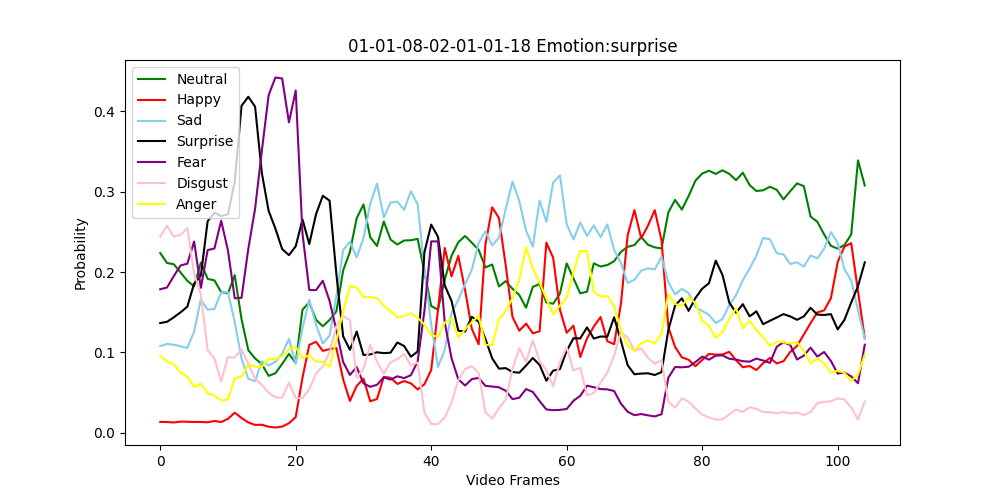 01-01-08-02-01-01-18 Emotion:surprise
Neutral
Happy
Sad
Surprise
Fear
Disgust
Anger
0.4
0.3
0.2
0.1
0.0
Probability
0 20 40 60 80 100
Video Frames